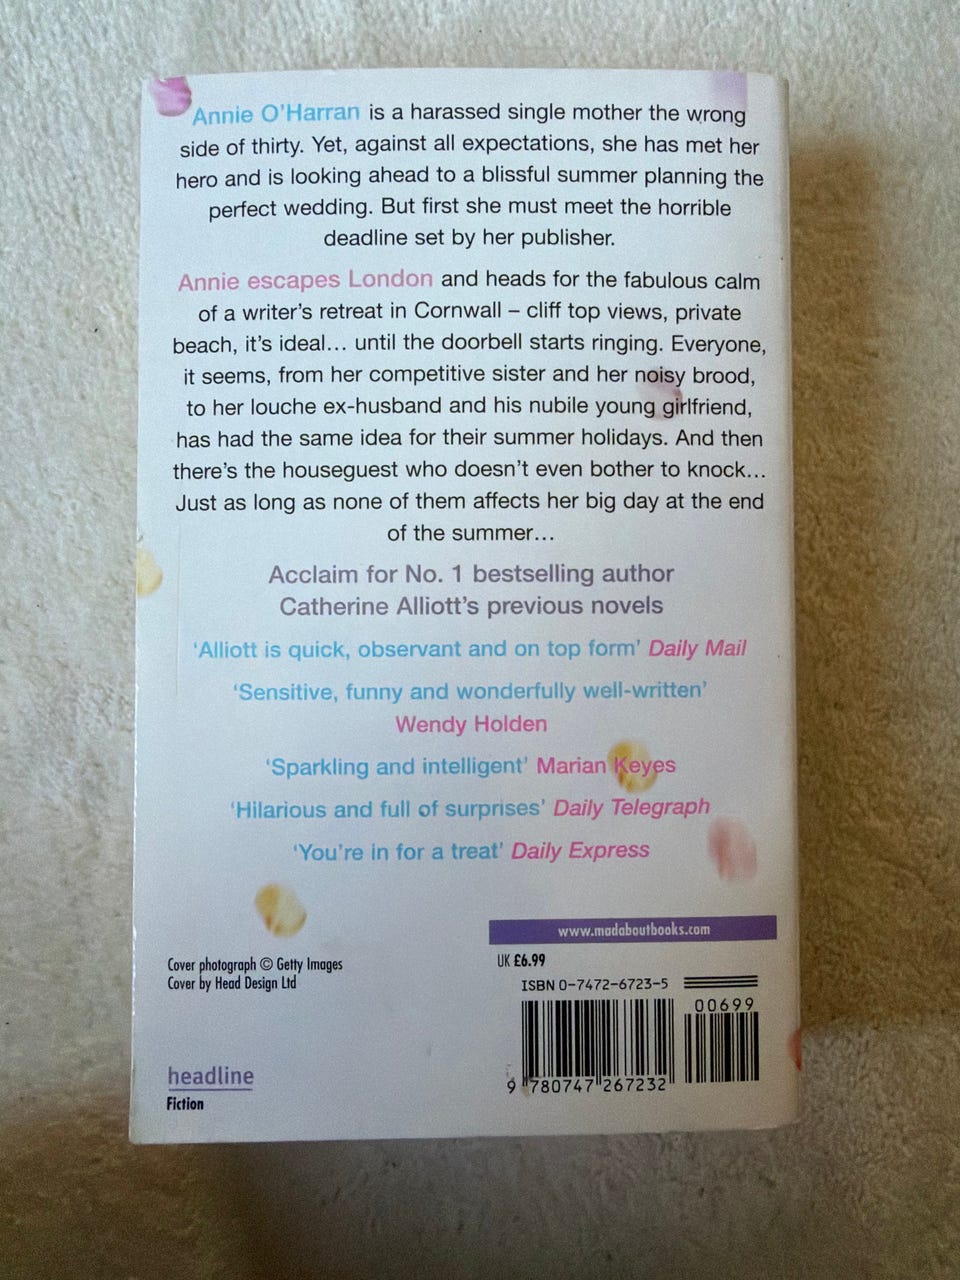 Annie O'Harran is a harassed single mother the wrong
side of thirty. Yet, against all expectations, she has met her
hero and is looking ahead to a blissful summer planning the
perfect wedding. But first she must meet the horrible
deadline set by her publisher.
Annie escapes London and heads for the fabulous calm
of a writer's retreat in Cornwall – cliff top views, private
beach, it's ideal... until the doorbell starts ringing. Everyone,
it seems, from her competitive sister and her noisy brood,
to her louche ex-husband and his nubile young girlfriend,
has had the same idea for their summer holidays. And then
there's the houseguest who doesn't even bother to knock...
Just as long as none of them affects her big day at the end
of the summer...
Acclaim for No. 1 bestselling author
Catherine Alliott's previous novels
'Alliott is quick, observant and on top form' Daily Mail
'Sensitive, funny and wonderfully well-written'
Wendy Holden
'Sparkling and intelligent' Marian Keyes
'Hilarious and full of surprises' Daily Telegraph
'You're in for a treat' Daily Express
www.madaboutbooks.com
Cover photograph © Getty Images
Cover by Head Design Ltd
UK £6.99
ISBN 0-7472-6723-5
00699
9 780747 267232
headline
Fiction